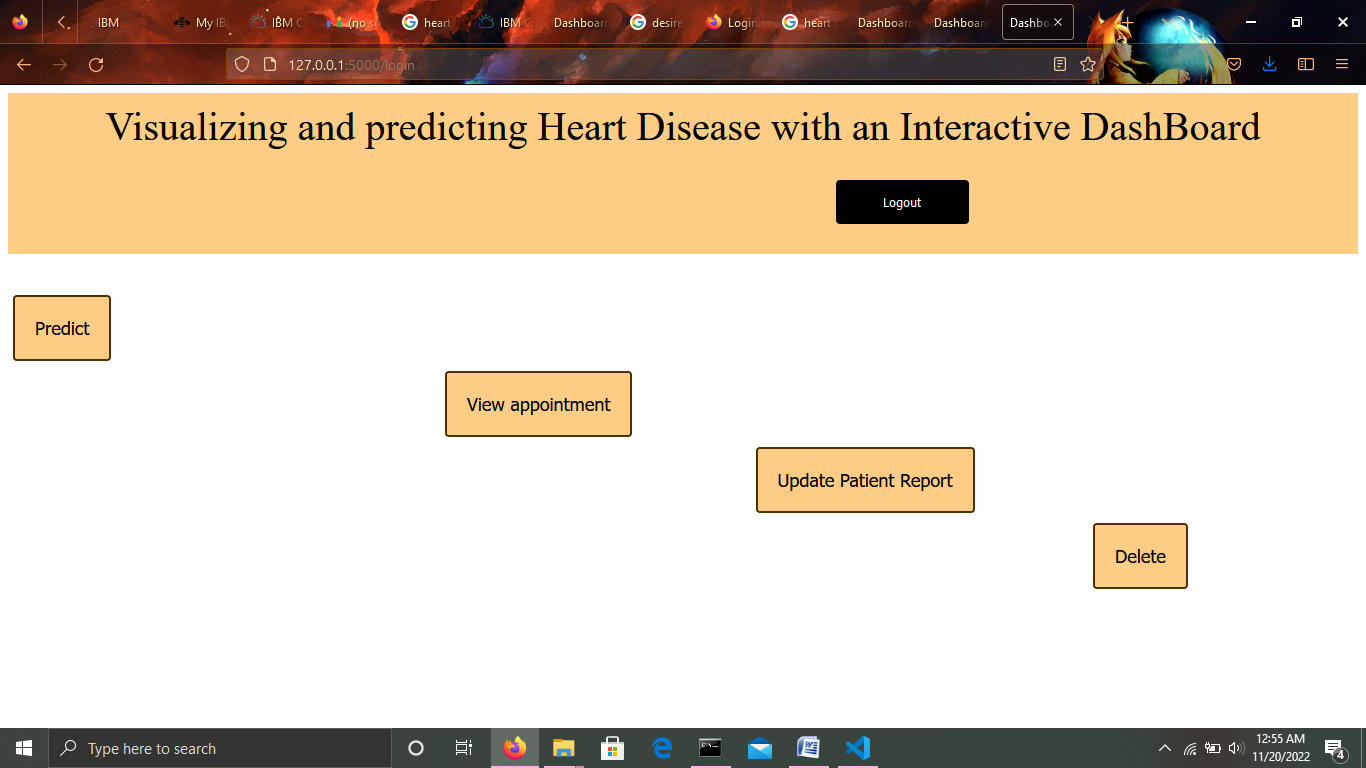 IBM My IB IBM C (no s heart IBM C Dashboar desire Login heart Dashboard Dashboard Dashbo
127.0.0.1:5000/login
Visualizing and predicting Heart Disease with an Interactive DashBoard
Logout
Predict
View appointment
Update Patient Report
Delete
Type here to search
12:55 AM
11/20/2022
4